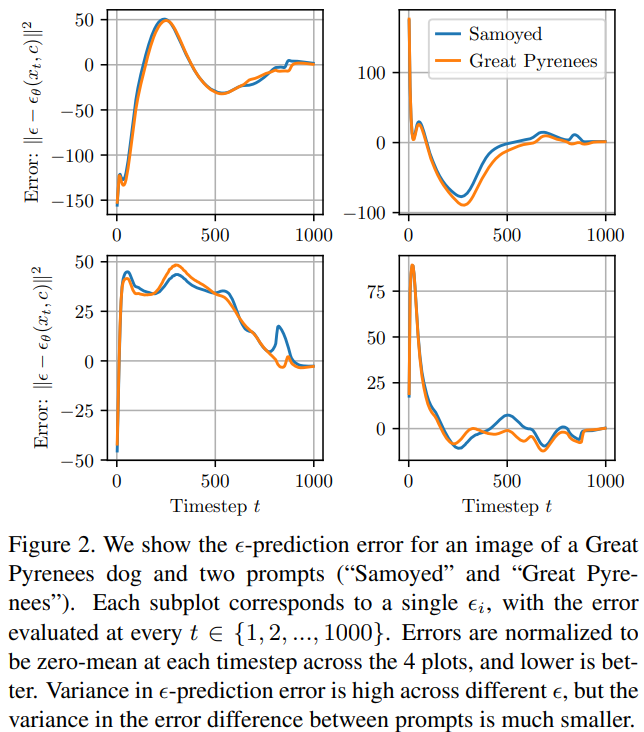 Error: ∥ϵ − ϵθ(xt, c)∥²
50
0
−50
−100
−150
0
500
1000
Samoyed
Great Pyrenees
100
0
−100
0
500
1000
Error: ∥ϵ − ϵθ(xt, c)∥²
50
25
0
−25
−50
0
500
1000
Timestep t
75
50
25
0
0
500
1000
Timestep t
Figure 2. We show the ϵ-prediction error for an image of a Great
Pyrenees dog and two prompts (“Samoyed” and “Great Pyre-
nees”). Each subplot corresponds to a single ϵi, with the error
evaluated at every t ∈ {1, 2, ..., 1000}. Errors are normalized to
be zero-mean at each timestep across the 4 plots, and lower is bet-
ter. Variance in ϵ-prediction error is high across different ϵ, but the
variance in the error difference between prompts is much smaller.